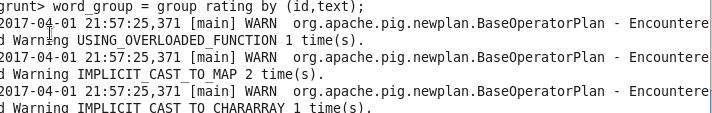 grunt> word_group = group rating by (id,text);
2017-04-01 21:57:25,371 [main] WARN  org.apache.pig.newplan.BaseOperatorPlan - Encountere
d Warning USING_OVERLOADED_FUNCTION 1 time(s).
2017-04-01 21:57:25,371 [main] WARN  org.apache.pig.newplan.BaseOperatorPlan - Encountere
d Warning IMPLICIT_CAST_TO_MAP 2 time(s).
2017-04-01 21:57:25,371 [main] WARN  org.apache.pig.newplan.BaseOperatorPlan - Encountere
d Warning IMPLICIT_CAST_TO_CHARARRAY 1 time(s).